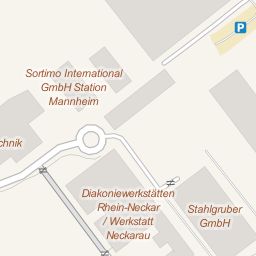 P
Sortimo International
GmbH Station
Mannheim
chnik
Diakoniewerkstätten
Rhein-Neckar
/ Werkstatt
Neckarau
Stahlgruber
GmbH